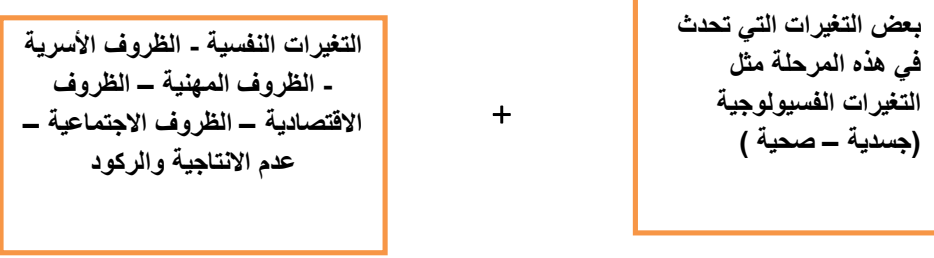 بعض التغيرات التي تحدث
في هذه المرحلة مثل
التغيرات الفسيولوجية
(جسدية – صحية )
+
التغيرات النفسية - الظروف الأسرية
- الظروف المهنية – الظروف
الاقتصادية – الظروف الاجتماعية –
عدم الانتاجية والركود